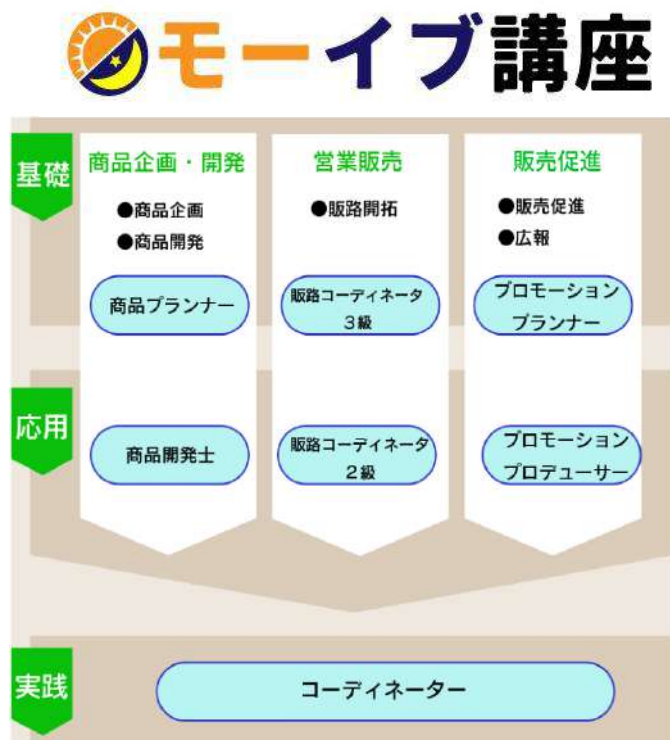 モーイブ講座
基礎
商品企画・開発
●商品企画
●商品開発
商品プランナー
営業販売
●販路開拓
販路コーディネータ
3級
販売促進
●販売促進
●広報
プロモーション
プランナー
応用
商品開発士
販路コーディネータ
2級
プロモーション
プロデューサー
実践
コーディネーター